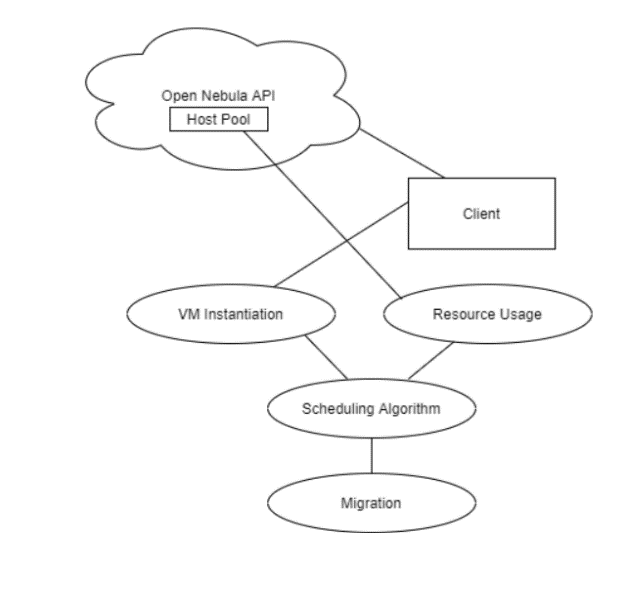 Open Nebula API
Host Pool
Client
VM Instantiation
Resource Usage
Scheduling Algorithm
Migration